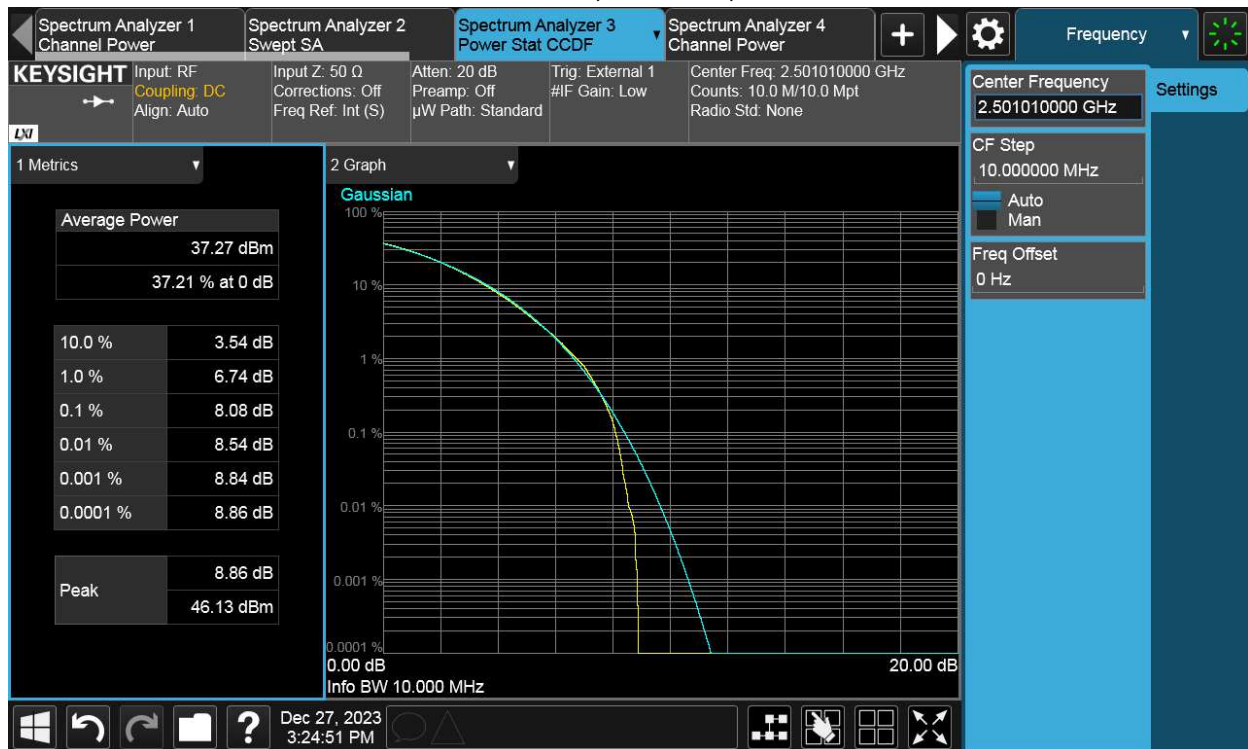 Spectrum Analyzer 1
Channel Power
Spectrum Analyzer 2
Swept SA
Spectrum Analyzer 3
Power Stat CCDF
Spectrum Analyzer 4
Channel Power
+
Frequency
KEYSIGHT
LXI
Input: RF
Coupling: DC
Align: Auto
Input Z: 50 Ω
Corrections: Off
Freq Ref: Int (S)
Atten: 20 dB
Preamp: Off
µW Path: Standard
Trig: External 1
#IF Gain: Low
Center Freq: 2.501010000 GHz
Counts: 10.0 M/10.0 Mpt
Radio Std: None
Center Frequency
2.501010000 GHz
Settings
CF Step
10.000000 MHz
Auto
Man
Freq Offset
0 Hz
1 Metrics
Average Power
37.27 dBm
37.21 % at 0 dB
10.0 % 3.54 dB
1.0 % 6.74 dB
0.1 % 8.08 dB
0.01 % 8.54 dB
0.001 % 8.84 dB
0.0001 % 8.86 dB
Peak
8.86 dB
46.13 dBm
2 Graph
Gaussian
100 %
10 %
1 %
0.1 %
0.01 %
0.001 %
0.0001 %
0.00 dB 20.00 dB
Info BW 10.000 MHz
?
Dec 27, 2023
3:24:51 PM